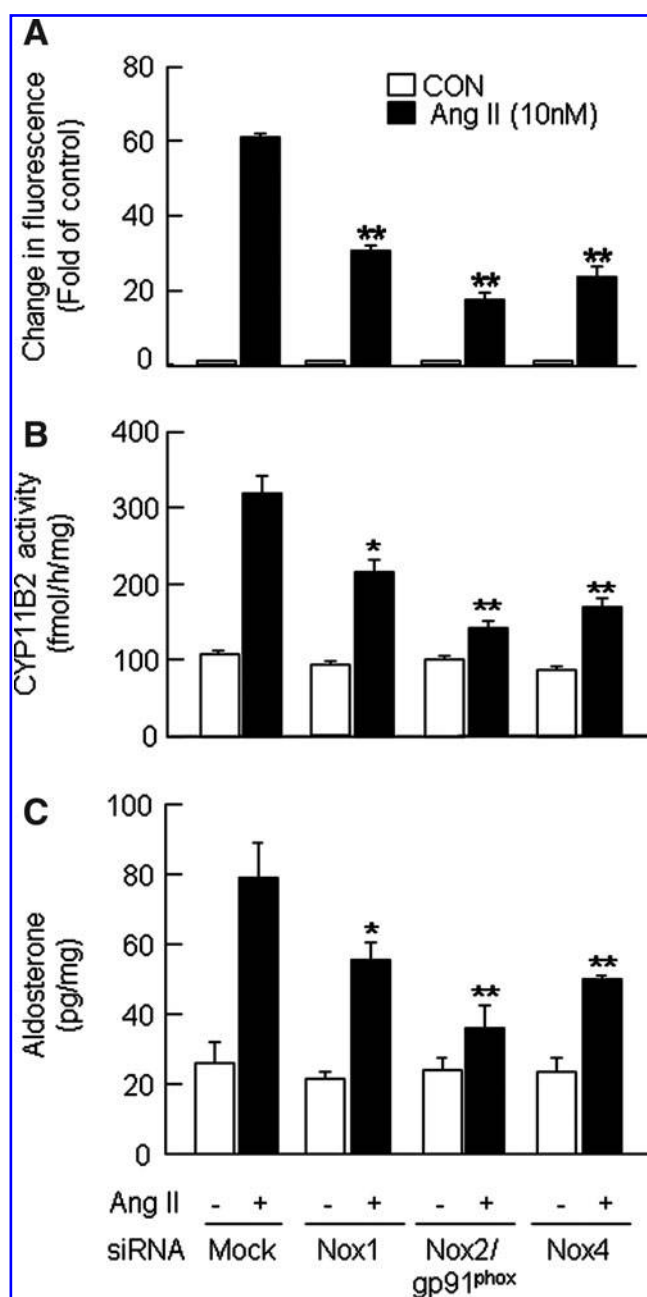 A
80
60
40
20
0
Change in fluorescence
(Fold of control)
CON
Ang II (10nM)
** ** **
B
400
300
200
100
0
CYP11B2 activity
(fmol/h/mg)
* ** **
C
100
80
60
40
20
0
Aldosterone
(pg/mg)
* ** **
Ang II - + - + - + - +
siRNA Mock Nox1 Nox2/ Nox4
gp91phox